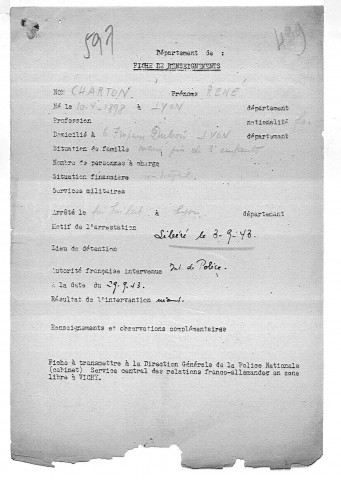 591
Département de :
FICHE DE RENSEIGNEMENTS
NOM CHARTON Prénoms RENÉ
Né le 10.V.1898 à LYON département
Profession nationalité
Domicilié à 6 Dubois LYON département
Situation de famille
Nombre de personnes à charge
Situation financière
Services militaires
Arrêté le à Lyon département
Motif de l'arrestation
Libéré le 3-9-43
Lieu de détention
Autorité française intervenue Int. de Police
à la date du 29.9.43
Résultat de l'intervention
Renseignements et observations complémentaires
Fiche à transmettre à la Direction Générale de la Police Nationale
(cabinet) Service central des relations franco-allemandes en zone
libre à VICHY.